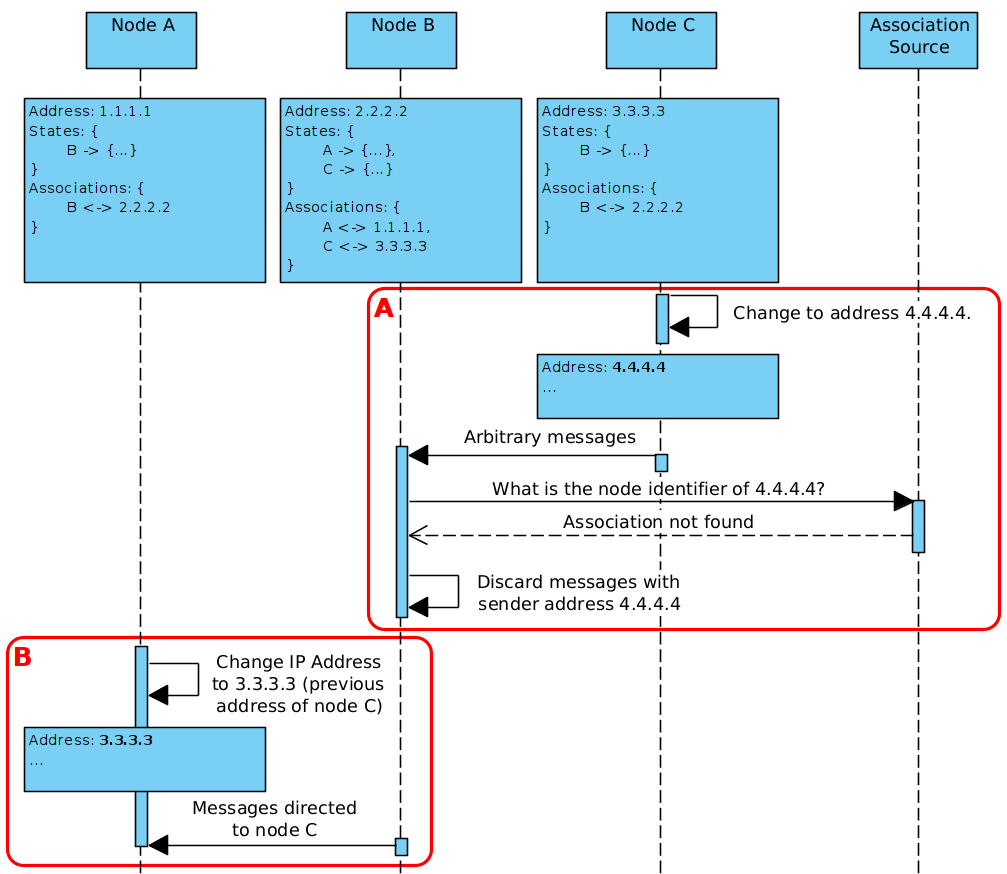 Node A
Node B
Node C
Association
Source
Address: 1.1.1.1
States: {
B -> {...}
}
Associations: {
B <-> 2.2.2.2
}
Address: 2.2.2.2
States: {
A -> {...},
C -> {...}
}
Associations: {
A <-> 1.1.1.1,
C <-> 3.3.3.3
}
Address: 3.3.3.3
States: {
B -> {...}
}
Associations: {
B <-> 2.2.2.2
}
A
Change to address 4.4.4.4.
Address: 4.4.4.4
...
Arbitrary messages
What is the node identifier of 4.4.4.4?
Association not found
Discard messages with
sender address 4.4.4.4
B
Change IP Address
to 3.3.3.3 (previous
address of node C)
Address: 3.3.3.3
...
Messages directed
to node C